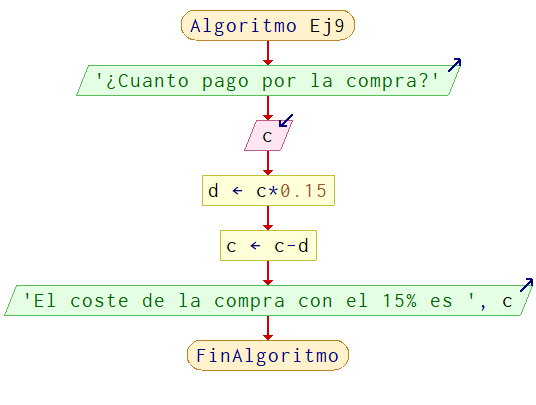 Algoritmo Ej9
'¿Cuanto pago por la compra?'
c
d ← c*0.15
c ← c-d
'El coste de la compra con el 15% es ', c
FinAlgoritmo